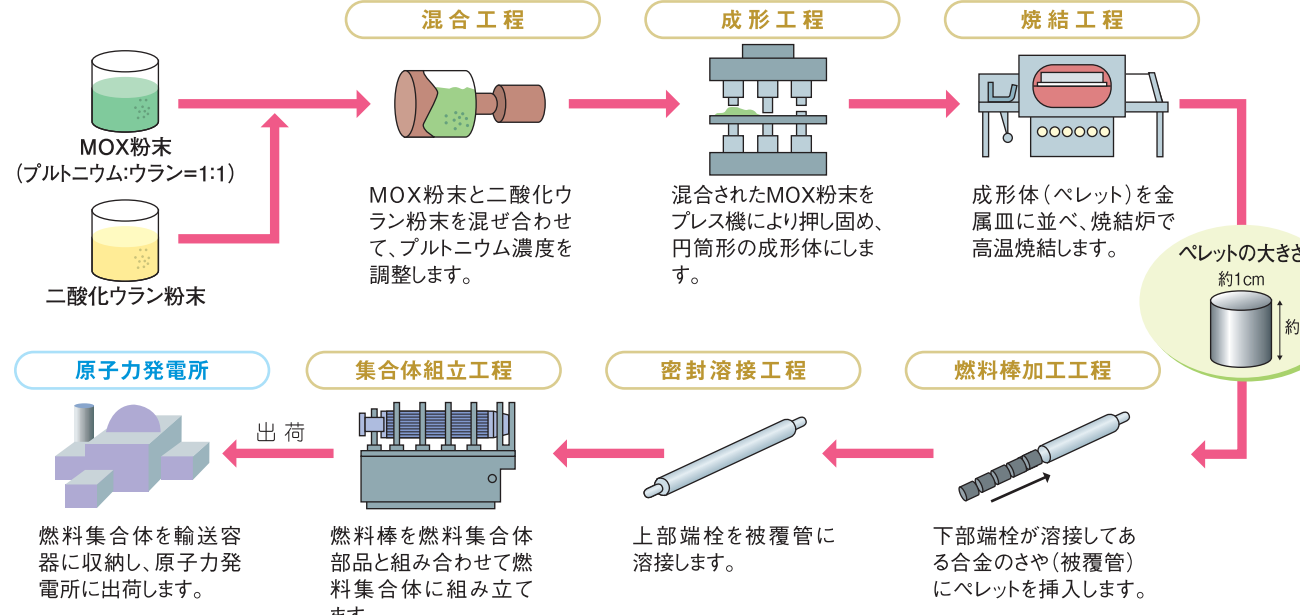 混合工程
成形工程
焼結工程
MOX粉末
(プルトニウム:ウラン=1:1)
二酸化ウラン粉末
MOX粉末と二酸化ウ
ラン粉末を混ぜ合わせ
て、プルトニウム濃度を
調整します。
混合されたMOX粉末を
プレス機により押し固め、
円筒形の成形体にしま
す。
成形体(ペレット)を金
属皿に並べ、焼結炉で
高温焼結します。
ペレットの大きさ
約1cm
約
原子力発電所
集合体組立工程
密封溶接工程
燃料棒加工工程
出荷
燃料集合体を輸送容
器に収納し、原子力発
電所に出荷します。
燃料棒を燃料集合体
部品と組み合わせて燃
料集合体に組み立て
ます。
上部端栓を被覆管に
溶接します。
下部端栓が溶接してあ
る合金のさや(被覆管)
にペレットを挿入します。